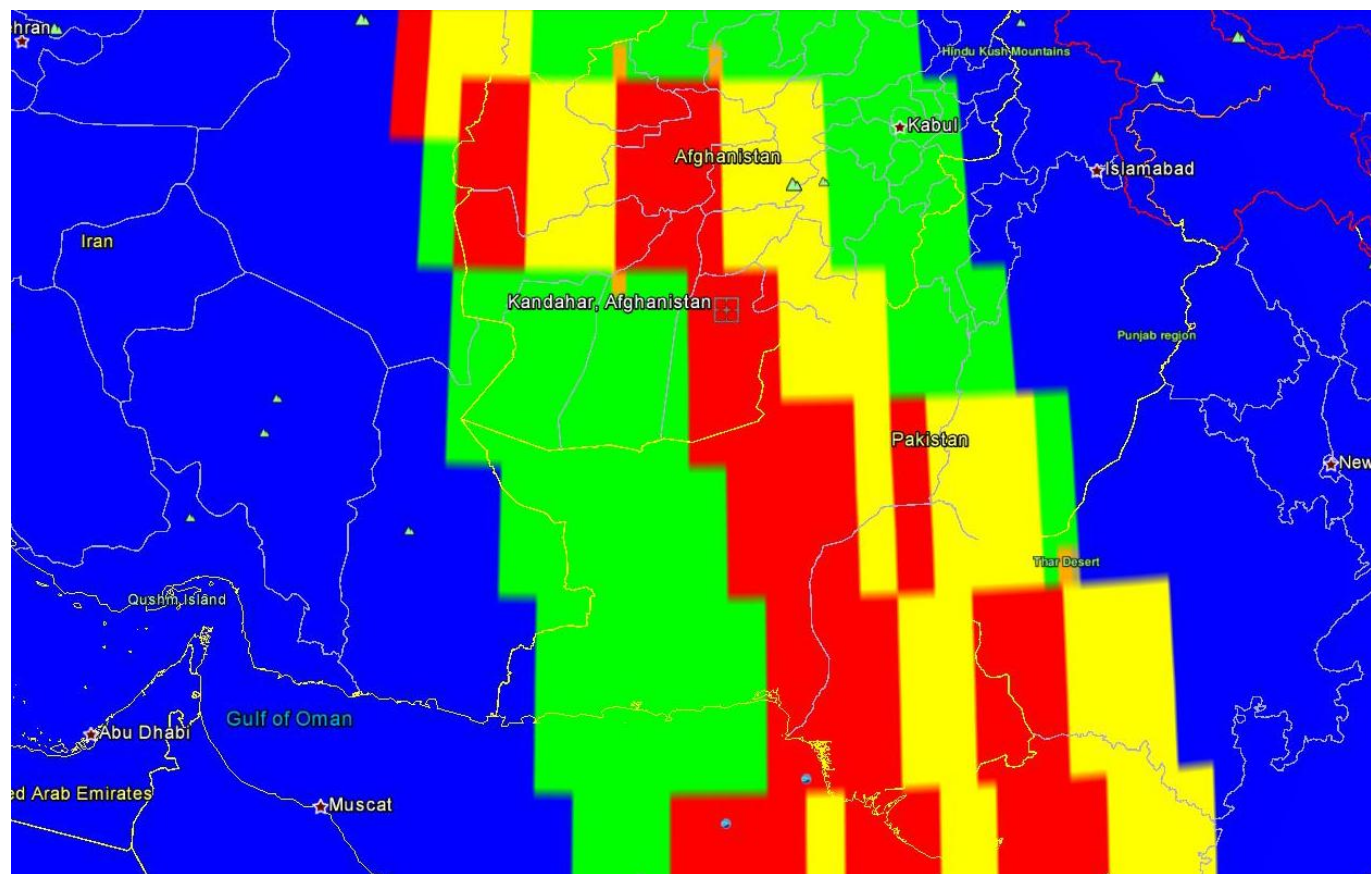 ehran
Hindu Kush Mountains
Kabul
Afghanistan
Islamabad
Iran
Kandahar, Afghanistan
Punjab region
Pakistan
New
Thar Desert
Qushm Island
Gulf of Oman
Abu Dhabi
ed Arab Emirates
Muscat